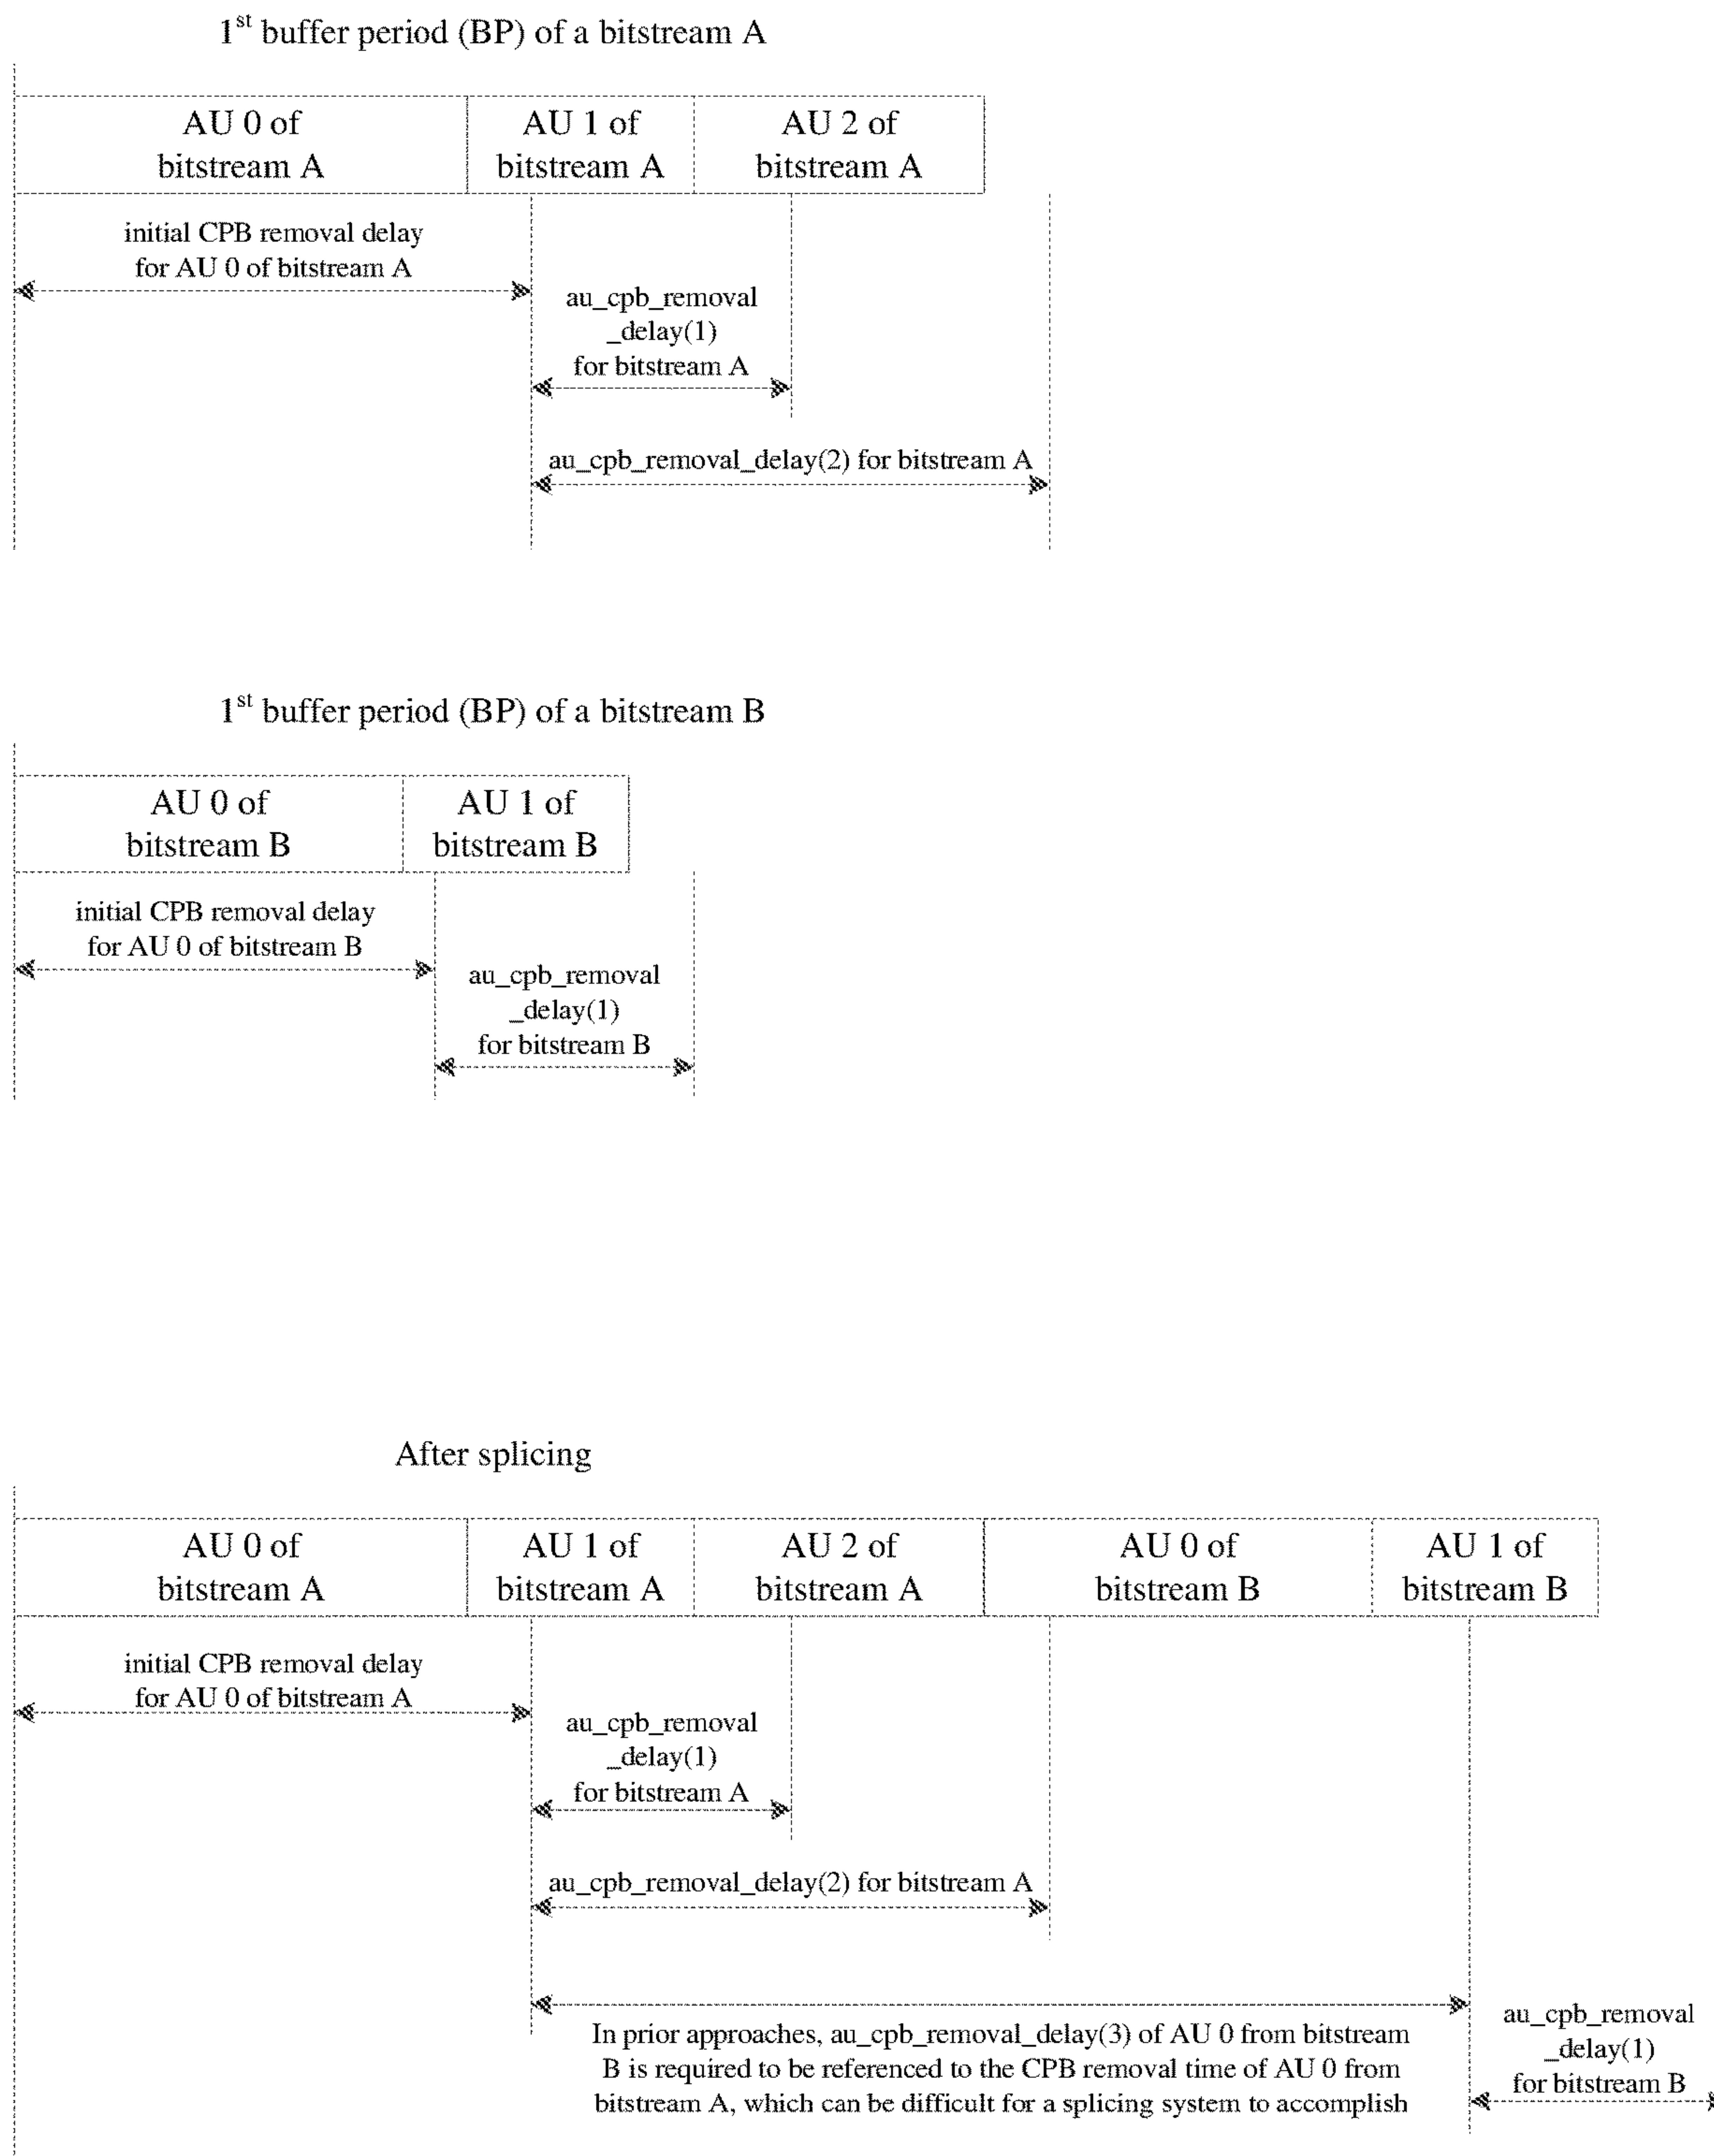 1st buffer period (BP) of a bitstream A
AU 0 of
bitstream A
AU 1 of
bitstream A
AU 2 of
bitstream A
initial CPB removal delay
for AU 0 of bitstream A
au_cpb_removal
_delay(1)
for bitstream A
au_cpb_removal_delay(2) for bitstream A
1st buffer period (BP) of a bitstream B
AU 0 of
bitstream B
AU 1 of
bitstream B
initial CPB removal delay
for AU 0 of bitstream B
au_cpb_removal
_delay(1)
for bitstream B
After splicing
AU 0 of
bitstream A
AU 1 of
bitstream A
AU 2 of
bitstream A
AU 0 of
bitstream B
AU 1 of
bitstream B
initial CPB removal delay
for AU 0 of bitstream A
au_cpb_removal
_delay(1)
for bitstream A
au_cpb_removal_delay(2) for bitstream A
In prior approaches, au_cpb_removal_delay(3) of AU 0 from bitstream
B is required to be referenced to the CPB removal time of AU 0 from
bitstream A, which can be difficult for a splicing system to accomplish
au_cpb_removal
_delay(1)
for bitstream B